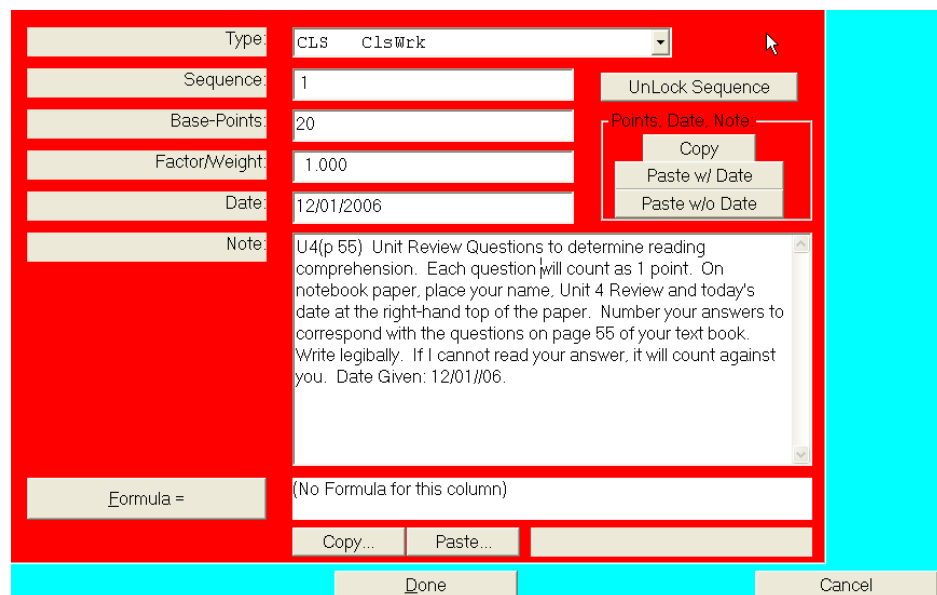 Type:
CLS ClsWrk
Sequence:
1
UnLock Sequence
Base-Points:
20
Points, Date, Note:
Copy
Factor/Weight:
1.000
Paste w/ Date
Date:
12/01/2006
Paste w/o Date
Note:
U4(p 55) Unit Review Questions to determine reading
comprehension. Each question will count as 1 point. On
notebook paper, place your name, Unit 4 Review and today's
date at the right-hand top of the paper. Number your answers to
correspond with the questions on page 55 of your text book.
Write legibally. If I cannot read your answer, it will count against
you. Date Given: 12/01//06.
Formula =
(No Formula for this column)
Copy...
Paste...
Done
Cancel